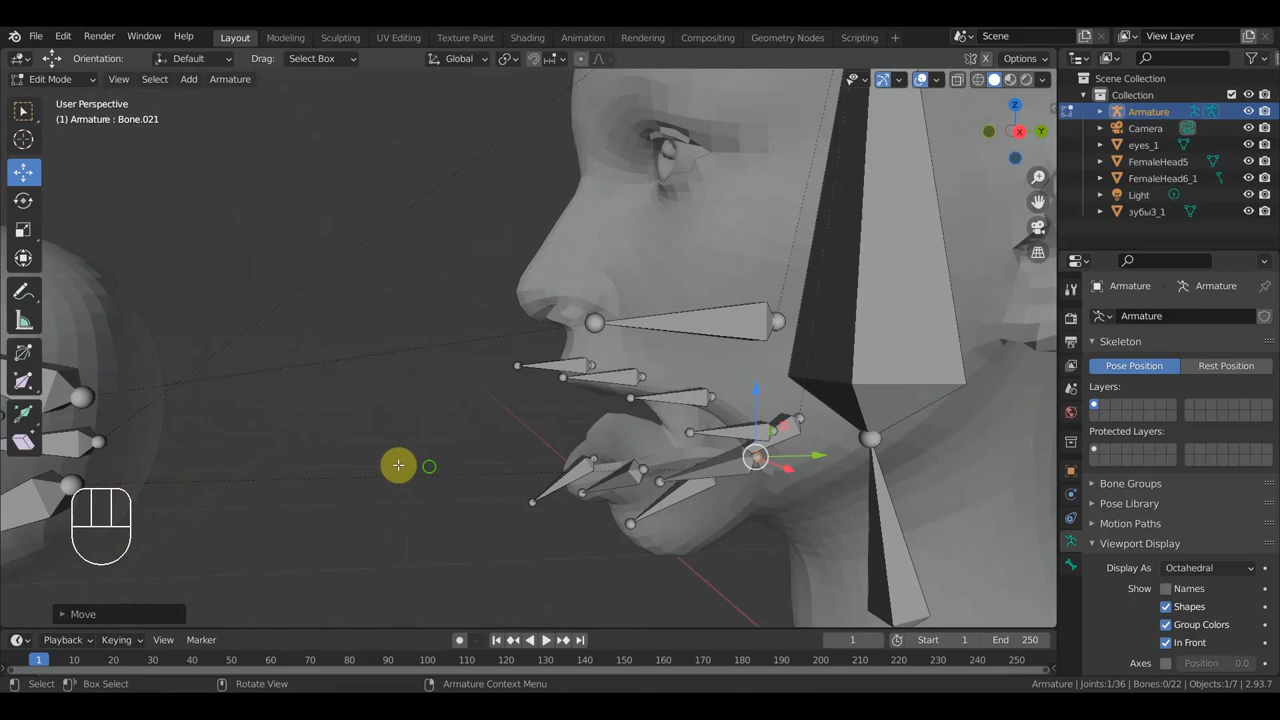 File Edit Render Window Help Layout Modeling Sculpting UV Editing Texture Paint Shading Animation Rendering Compositing Geometry Nodes Scripting + Scene View Layer
Orientation: Default Drag: Select Box Global X Options
Edit Mode View Select Add Armature
User Perspective
(1) Armature : Bone.021
Z
X
Y
Scene Collection
Collection
Armature
Camera
eyes_1
FemaleHead5
FemaleHead6_1
Light
зубы3_1
Armature Armature
Armature
Skeleton
Pose Position Rest Position
Layers:
Protected Layers:
Bone Groups
Pose Library
Motion Paths
Viewport Display
Display As Octahedral
Show Names
Shapes
Group Colors
In Front
Axes Position 0.0
Move
Playback Keying View Marker 1 Start 1 End 250
1 10 20 30 40 50 60 70 80 90 100 110 120 130 140 150 160 170 180 190 200 210 220 230 240 250
Select Box Select Rotate View Armature Context Menu Armature | Joints:1/36 | Bones:0/22 | Objects:1/7 | 2.93.7